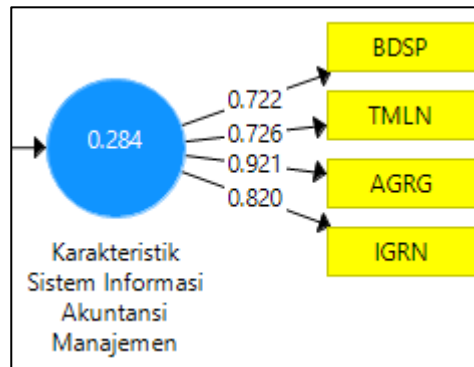 BDSP
0.722
0.284
0.726
TMLN
0.921
AGRG
0.820
IGRN
Karakteristik
Sistem Informasi
Akuntansi
Manajemen